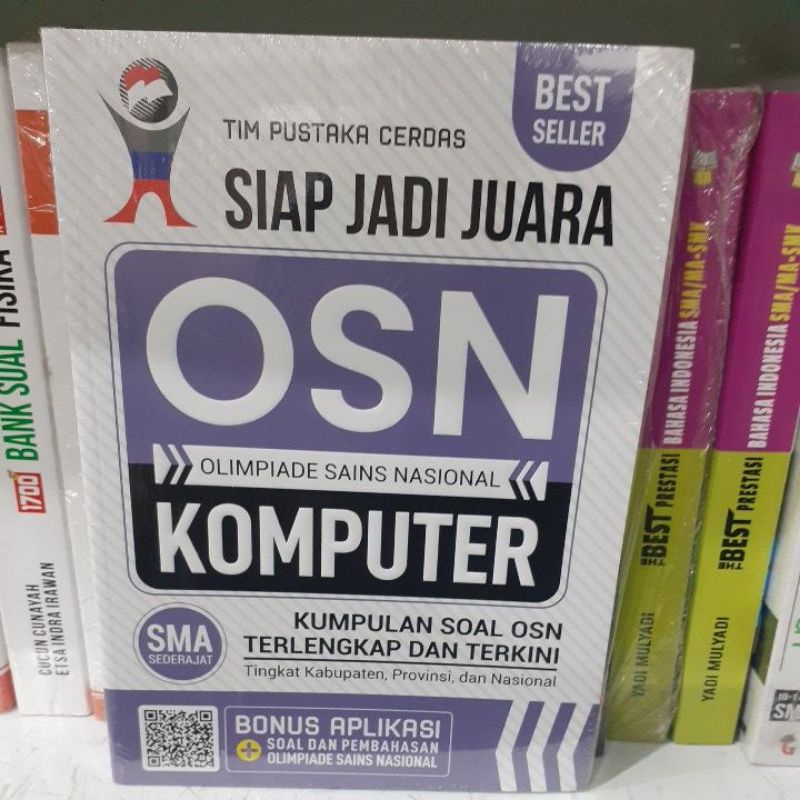 BEST
SELLER
TIM PUSTAKA CERDAS
SIAP JADI JUARA
OSN
OLIMPIADE SAINS NASIONAL
KOMPUTER
SMA
SEDERAJAT
KUMPULAN SOAL OSN
TERLENGKAP DAN TERKINI
Tingkat Kabupaten, Provinsi, dan Nasional
BONUS APLIKASI
+ SOAL DAN PEMBAHASAN
OLIMPIADE SAINS NASIONAL
1700+ BANK SOAL FISIKA
CUCUN CUNAYAH
ETSA INDRA IRAWAN
THE BEST PRESTASI BAHASA INDONESIA SMA/MA-SMK
YADI MULYADI
THE BEST PRESTASI BAHASA INDONESIA SMA/MA-SMK
YADI MULYADI